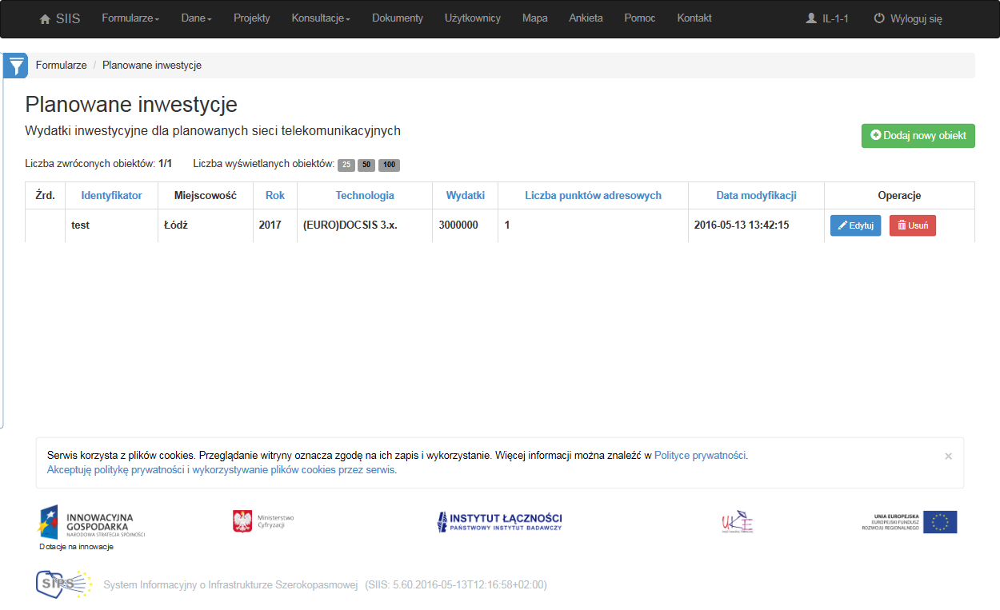 SIIS Formularze Dane Projekty Konsultacje Dokumenty Użytkownicy Mapa Ankieta Pomoc Kontakt IL-1-1 Wyloguj się
Formularze / Planowane inwestycje
Planowane inwestycje
Wydatki inwestycyjne dla planowanych sieci telekomunikacyjnych
Dodaj nowy obiekt
Liczba zwróconych obiektów: 1/1 Liczba wyświetlanych obiektów: 25 50 100
Źrd. Identyfikator Miejscowość Rok Technologia Wydatki Liczba punktów adresowych Data modyfikacji Operacje
test Łódź 2017 (EURO)DOCSIS 3.x. 3000000 1 2016-05-13 13:42:15 Edytuj Usuń
Serwis korzysta z plików cookies. Przeglądanie witryny oznacza zgodę na ich zapis i wykorzystanie. Więcej informacji można znaleźć w Polityce prywatności. ×
Akceptuję politykę prywatności i wykorzystywanie plików cookies przez serwis.
INNOWACYJNA
GOSPODARKA
NARODOWA STRATEGIA SPÓJNOŚCI
Dotacje na innowacje
Ministerstwo
Cyfryzacji
INSTYTUT ŁĄCZNOŚCI
PAŃSTWOWY INSTYTUT BADAWCZY
UKE
UNIA EUROPEJSKA
EUROPEJSKI FUNDUSZ
ROZWOJU REGIONALNEGO
SIPS
System Informacyjny o Infrastrukturze Szerokopasmowej (SIIS: 5.60.2016-05-13T12:16:58+02:00)